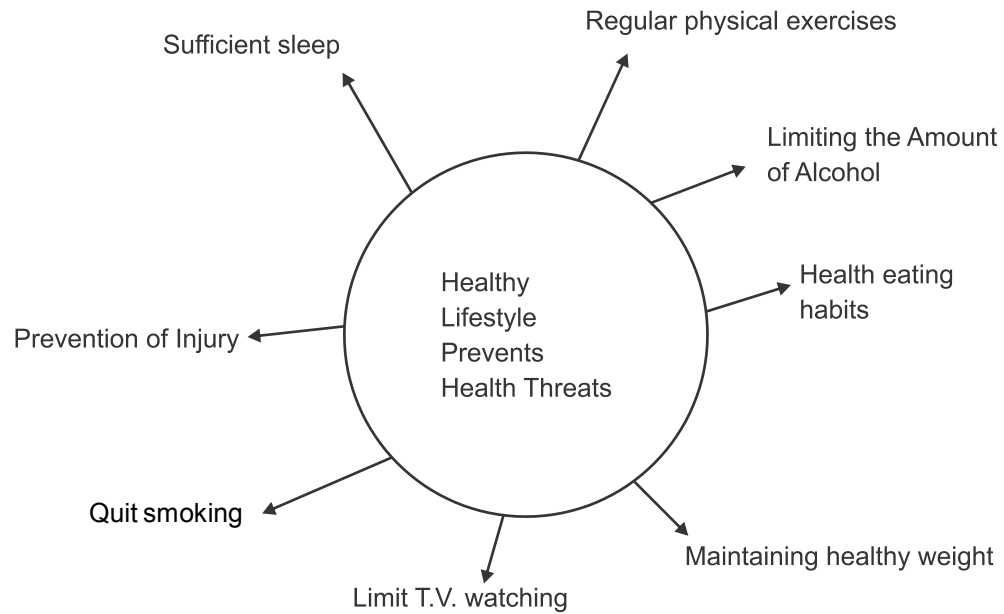 Regular physical exercises
Sufficient sleep
Limiting the Amount
of Alcohol
Health eating
habits
Healthy
Lifestyle
Prevents
Health Threats
Prevention of Injury
Quit smoking
Maintaining healthy weight
Limit T.V. watching